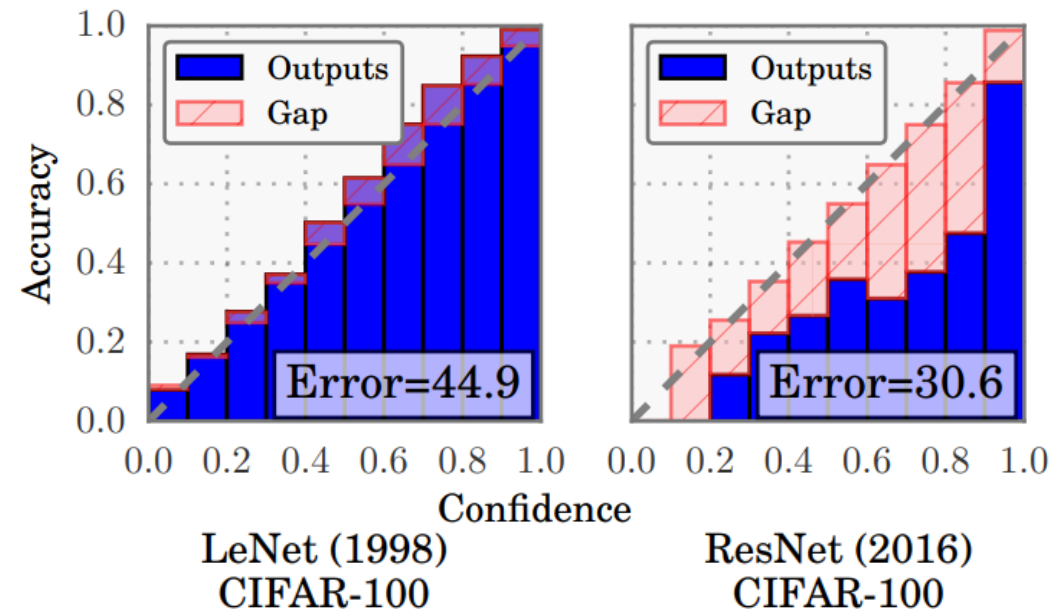 Accuracy
1.0
0.8
0.6
0.4
0.2
0.0
Outputs
Gap
Error=44.9
0.0 0.2 0.4 0.6 0.8 1.0
Outputs
Gap
Error=30.6
0.0 0.2 0.4 0.6 0.8 1.0
Confidence
LeNet (1998)
CIFAR-100
ResNet (2016)
CIFAR-100